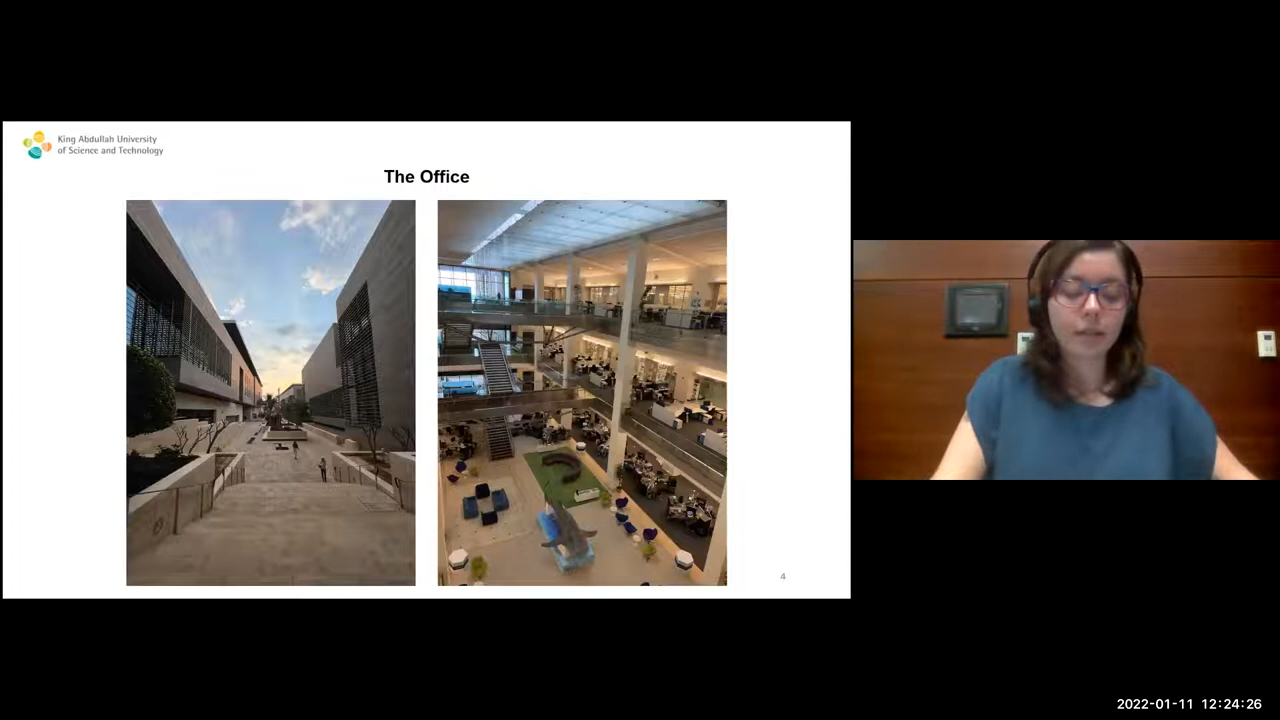 King Abdullah University
of Science and Technology
The Office
4
2022-01-11 12:24:26